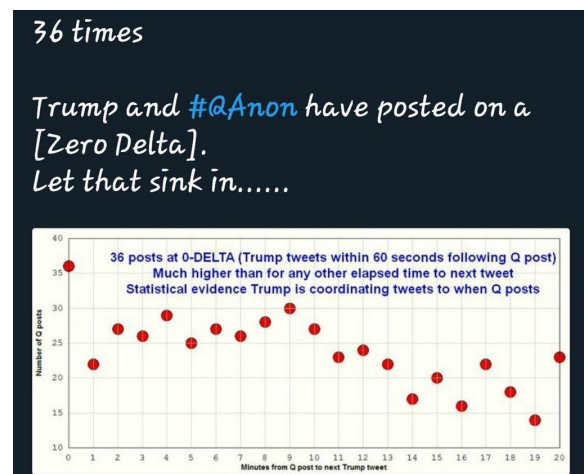 36 times
Trump and #QAnon have posted on a
[Zero Delta].
Let that sink in......
36 posts at 0-DELTA (Trump tweets within 60 seconds following Q post)
Much higher than for any other elapsed time to next tweet
Statistical evidence Trump is coordinating tweets to when Q posts
Number of Q posts
40
35
30
25
20
15
10
0 1 2 3 4 5 6 7 8 9 10 11 12 13 14 15 16 17 18 19 20
Minutes from Q post to next Trump tweet